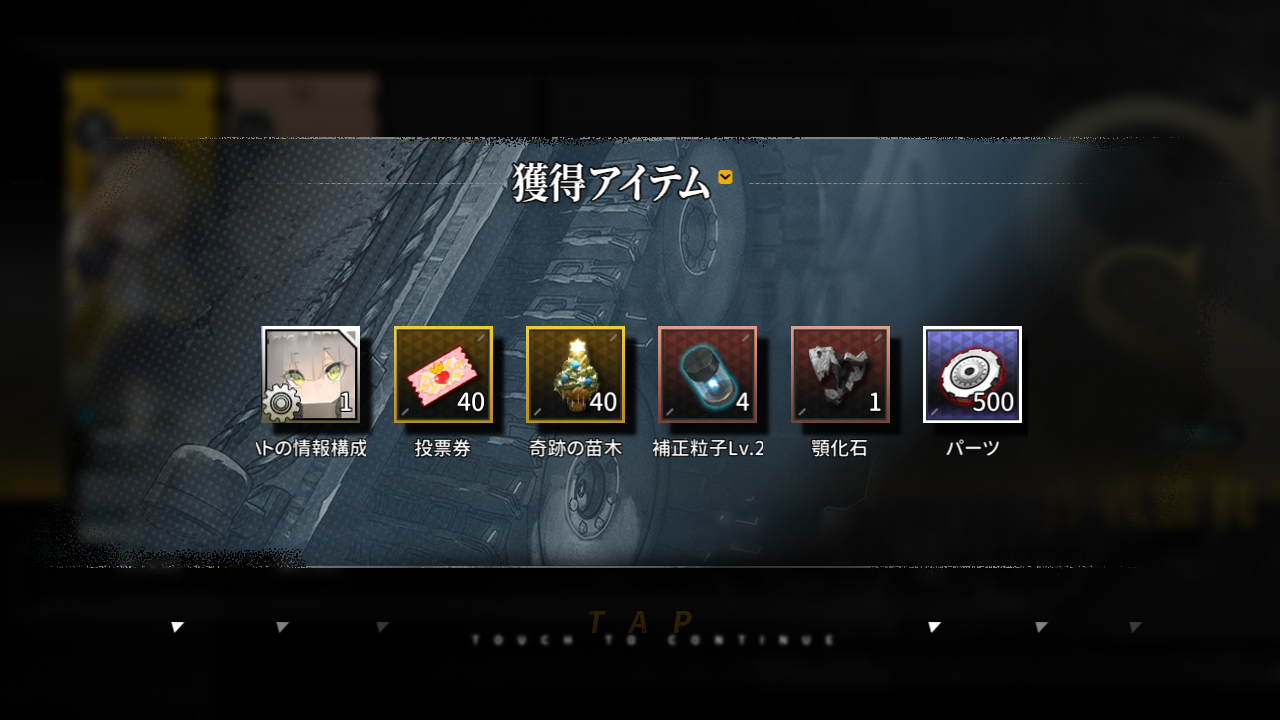 獲得アイテム
1
40
40
4
1
500
トの情報構成
投票券
奇跡の苗木
補正粒子Lv.2
顎化石
パーツ
TAP
TOUCH TO CONTINUE